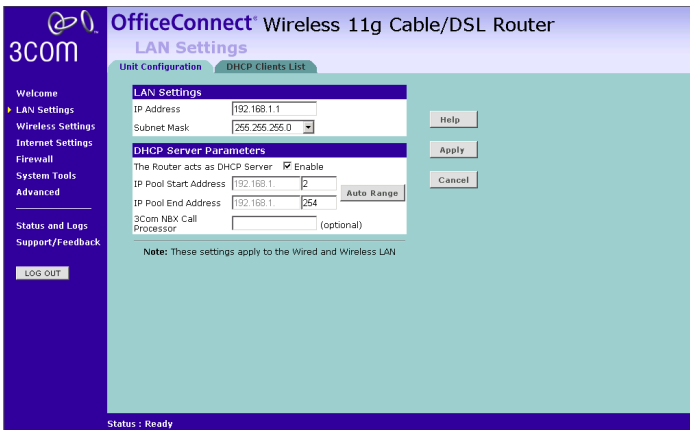 3COM
OfficeConnect® Wireless 11g Cable/DSL Router
LAN Settings
Unit Configuration DHCP Clients List
Welcome
LAN Settings
Wireless Settings
Internet Settings
Firewall
System Tools
Advanced
Status and Logs
Support/Feedback
LOG OUT
LAN Settings
IP Address 192.168.1.1
Subnet Mask 255.255.255.0
DHCP Server Parameters
The Router acts as DHCP Server Enable
IP Pool Start Address 192.168.1. 2
Auto Range
IP Pool End Address 192.168.1. 254
3Com NBX Call
Processor (optional)
Note: These settings apply to the Wired and Wireless LAN
Help
Apply
Cancel
Status : Ready